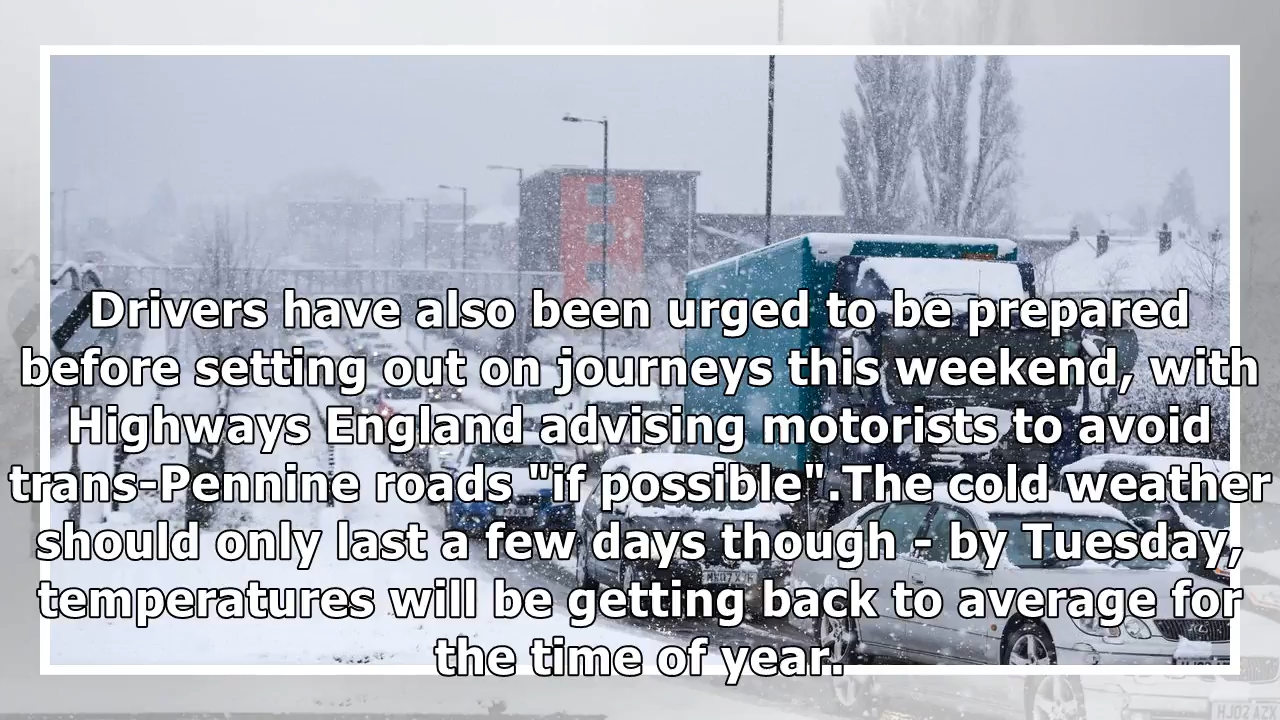 Drivers have also been urged to be prepared
before setting out on journeys this weekend, with
Highways England advising motorists to avoid
trans-Pennine roads "if possible".The cold weather
should only last a few days though - by Tuesday,
temperatures will be getting back to average for
the time of year.
HJ02 AZX